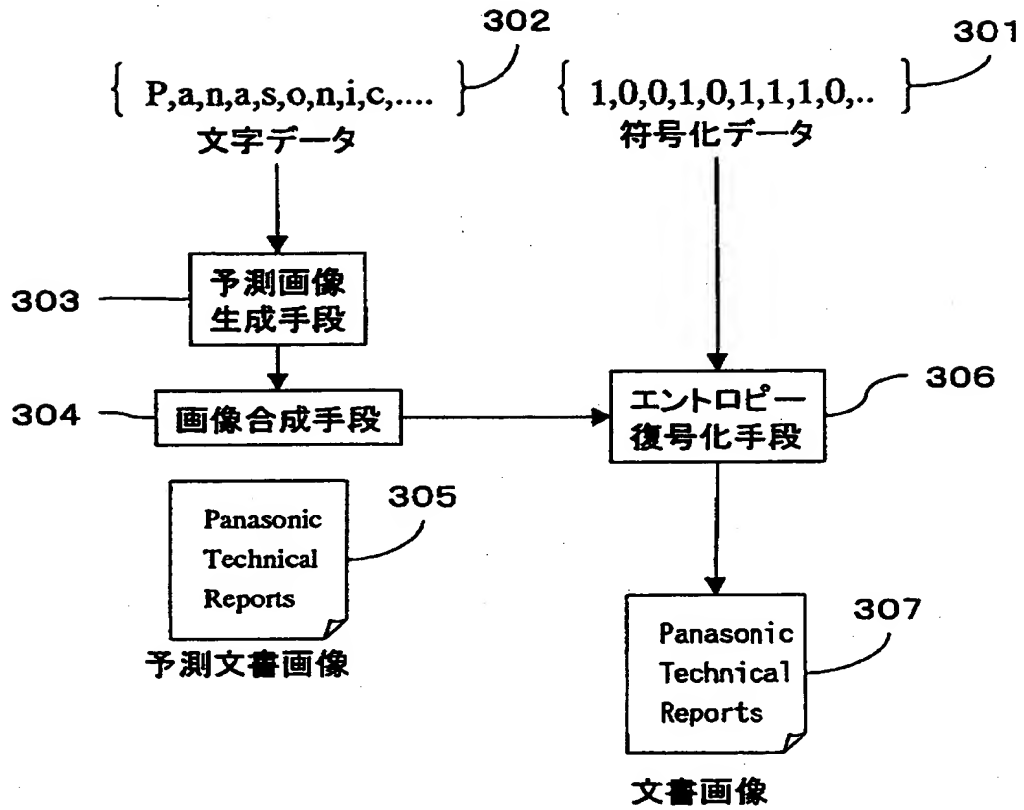 302
301
{ P,a,n,a,s,o,n,i,c,.... }
{ 1,0,0,1,0,1,1,1,0,.. }
文字データ
符号化データ
303
予測画像
生成手段
304
画像合成手段
エントロピー
復号化手段
306
305
Panasonic
Technical
Reports
予測文書画像
307
Panasonic
Technical
Reports
文書画像